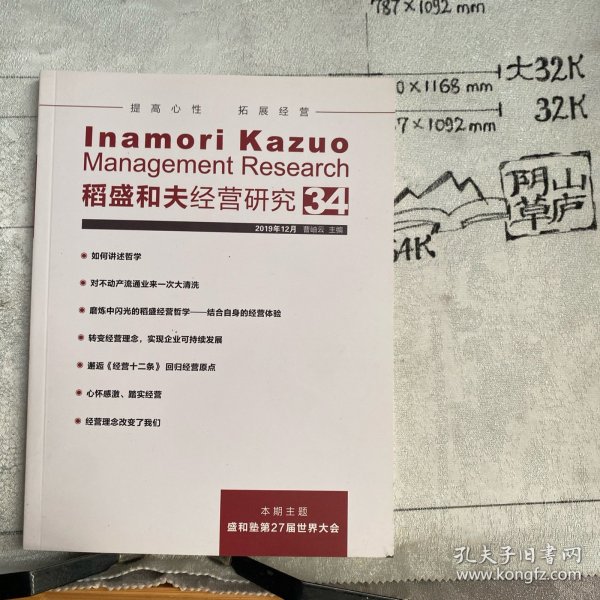 787×1092mm
0×1168mm
大32K
7×1092mm
32K
提高心性 拓展经营
Inamori Kazuo
Management Research
稻盛和夫经营研究 34
2019年12月 曹岫云 主编
如何讲述哲学
对不动产流通业来一次大清洗
磨炼中闪光的稻盛经营哲学——结合自身的经营体验
转变经营理念，实现企业可持续发展
邂逅《经营十二条》回归经营原点
心怀感激、踏实经营
经营理念改变了我们
本期主题
盛和塾第27届世界大会
阴山
草庐
4K
孔夫子旧书网
www.kongfz.com